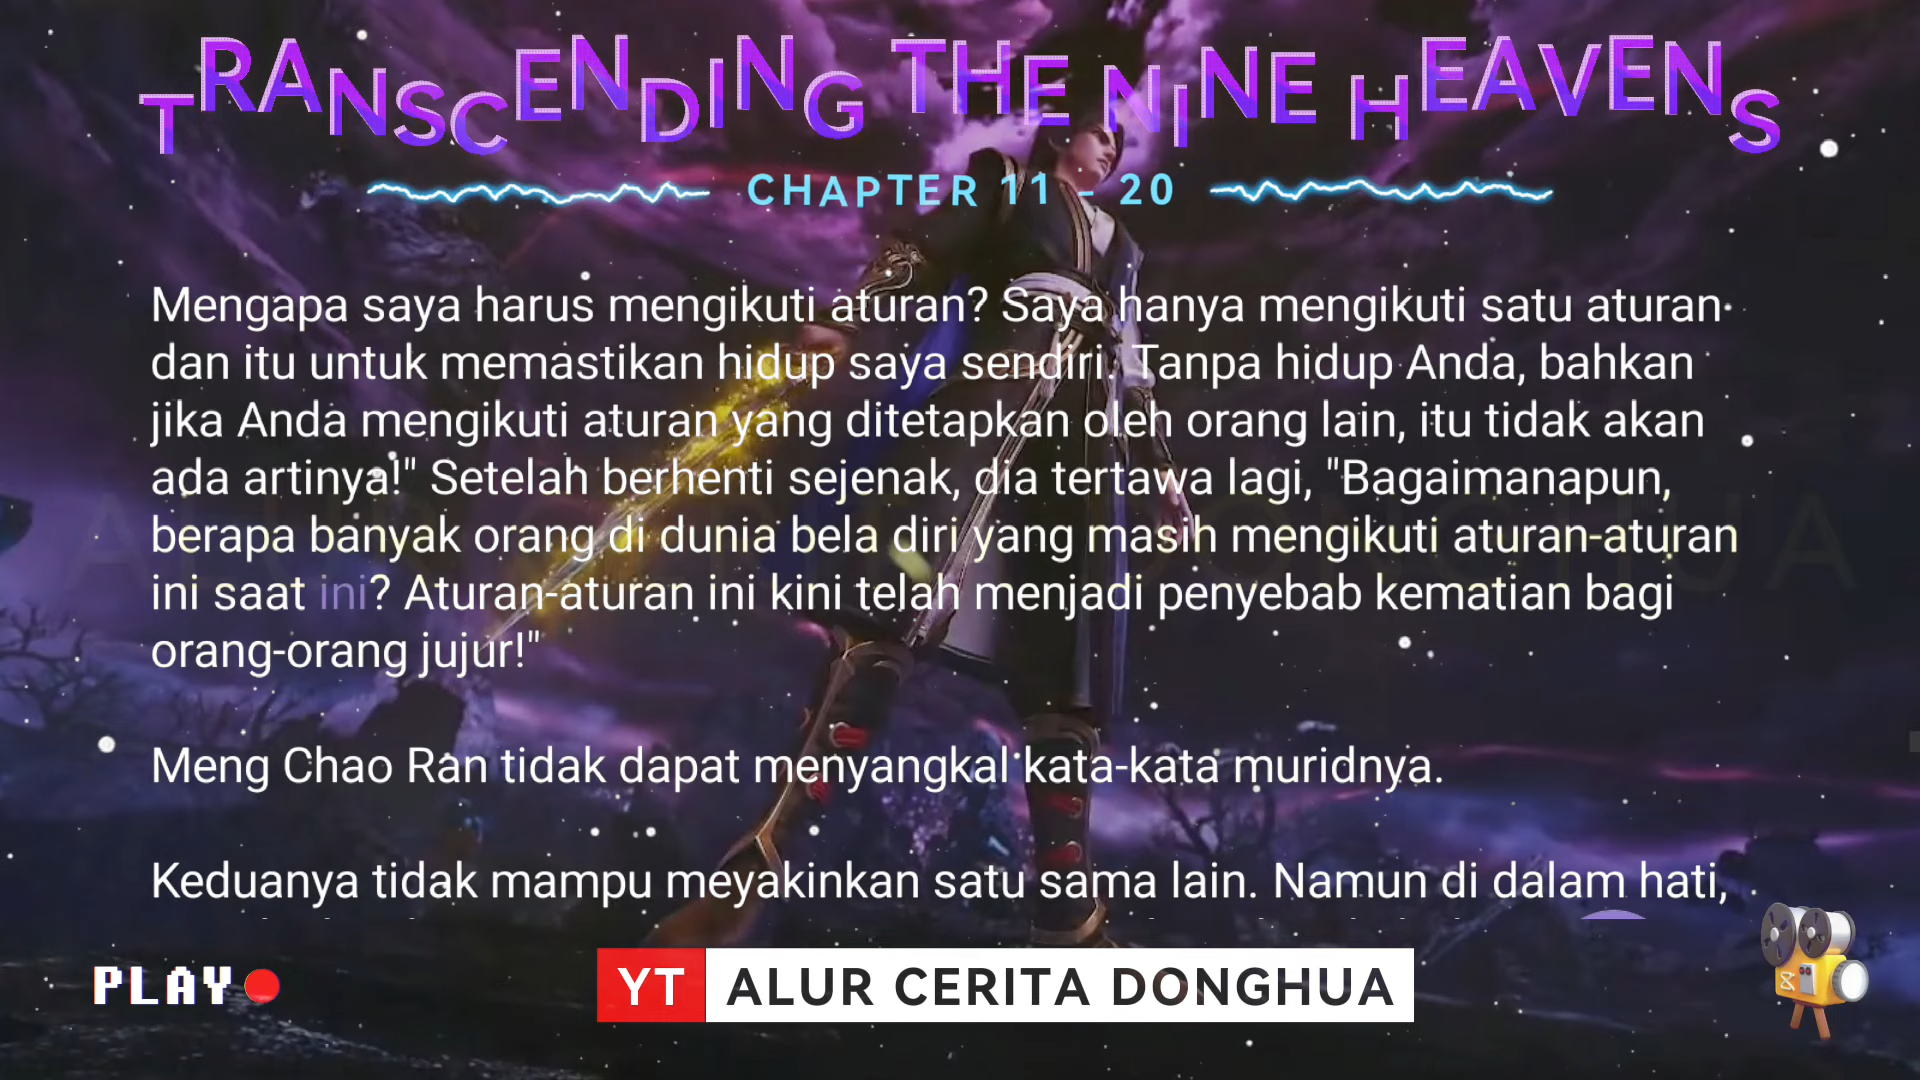 TRANSCENDING THE NINE HEAVENS
CHAPTER 11 - 20
Mengapa saya harus mengikuti aturan? Saya hanya mengikuti satu aturan
dan itu untuk memastikan hidup saya sendiri. Tanpa hidup Anda, bahkan
jika Anda mengikuti aturan yang ditetapkan oleh orang lain, itu tidak akan
ada artinya!" Setelah berhenti sejenak, dia tertawa lagi, "Bagaimanapun,
berapa banyak orang di dunia bela diri yang masih mengikuti aturan-aturan
ini saat ini? Aturan-aturan ini kini telah menjadi penyebab kematian bagi
orang-orang jujur!"
Meng Chao Ran tidak dapat menyangkal kata-kata muridnya.
Keduanya tidak mampu meyakinkan satu sama lain. Namun di dalam hati,
PLAY
YT ALUR CERITA DONGHUA